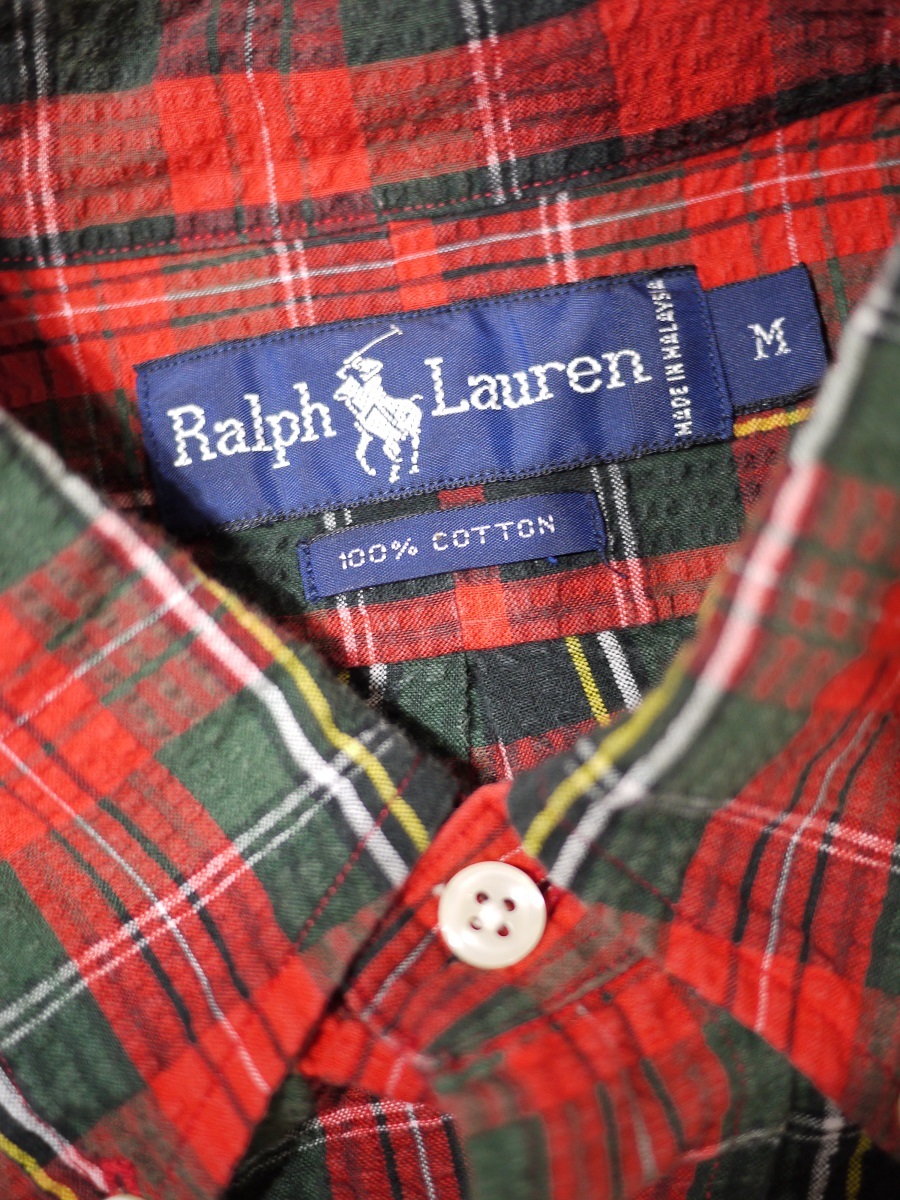 Ralph Lauren
MADE IN MALAYSIA
M
100% COTTON